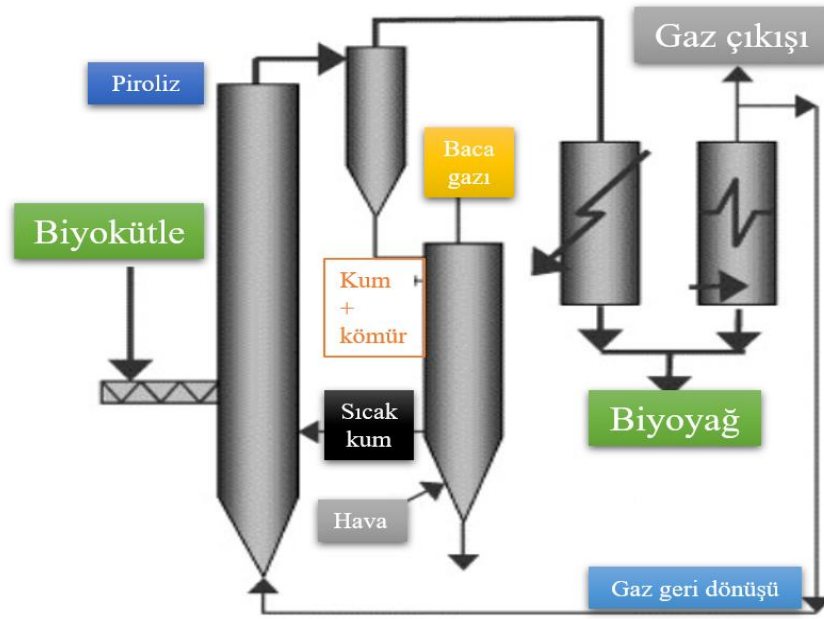 Gaz çıkışı
Piroliz
Baca
gazı
Biyokütle
Kum
+
kömür
Sıcak
kum
Biyoyağ
Hava
Gaz geri dönüşü